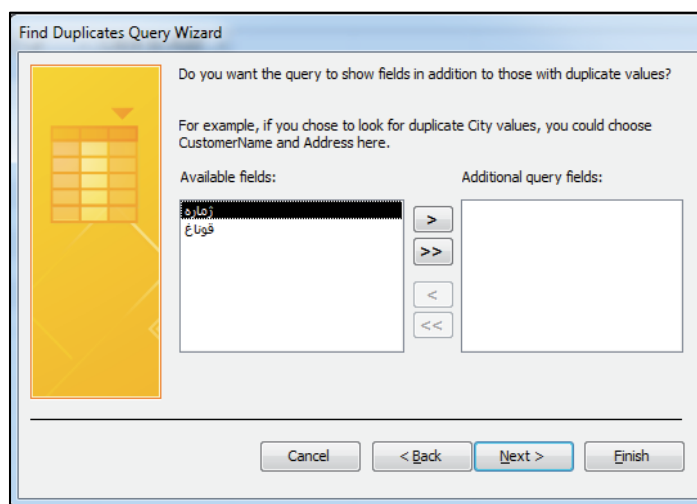 Find Duplicates Query Wizard
Do you want the query to show fields in addition to those with duplicate values?
For example, if you chose to look for duplicate City values, you could choose
CustomerName and Address here.
Available fields:
Additional query fields:
ژماره
قوناغ
>
>>
<
<<
Cancel
< Back
Next >
Finish